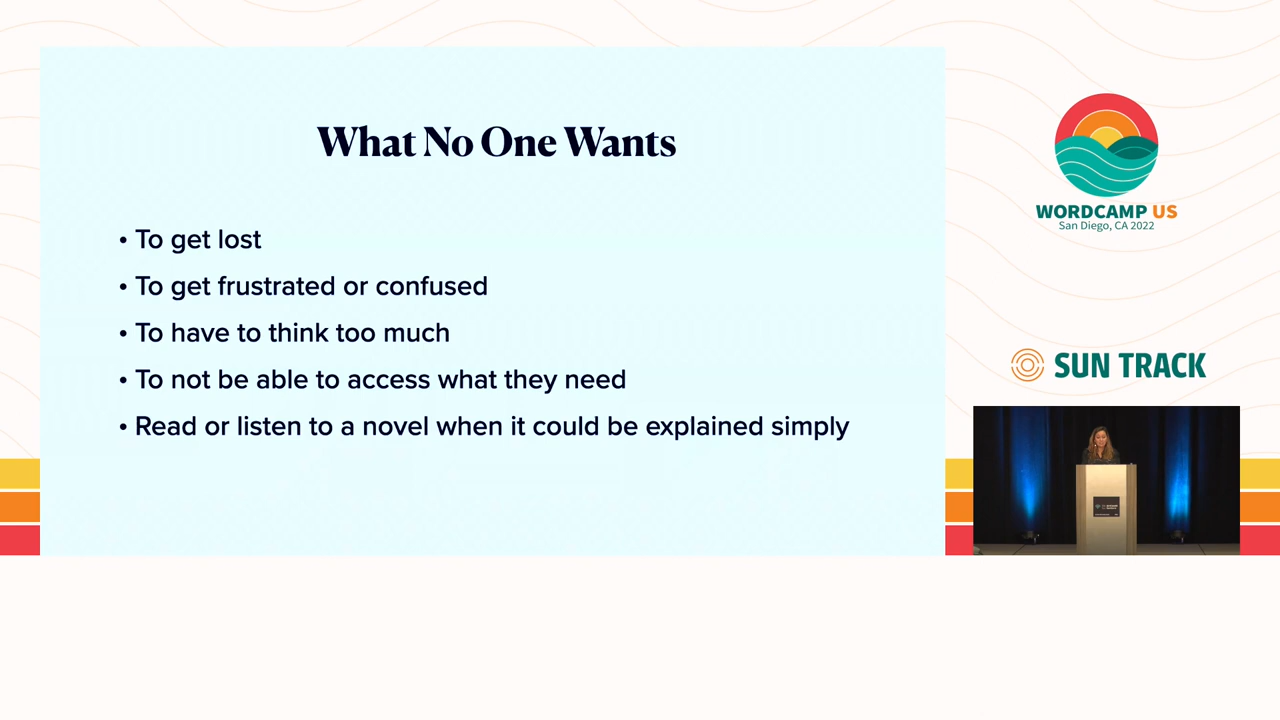 What No One Wants
• To get lost
• To get frustrated or confused
• To have to think too much
• To not be able to access what they need
• Read or listen to a novel when it could be explained simply
WORDCAMP US
San Diego, CA 2022
SUN TRACK